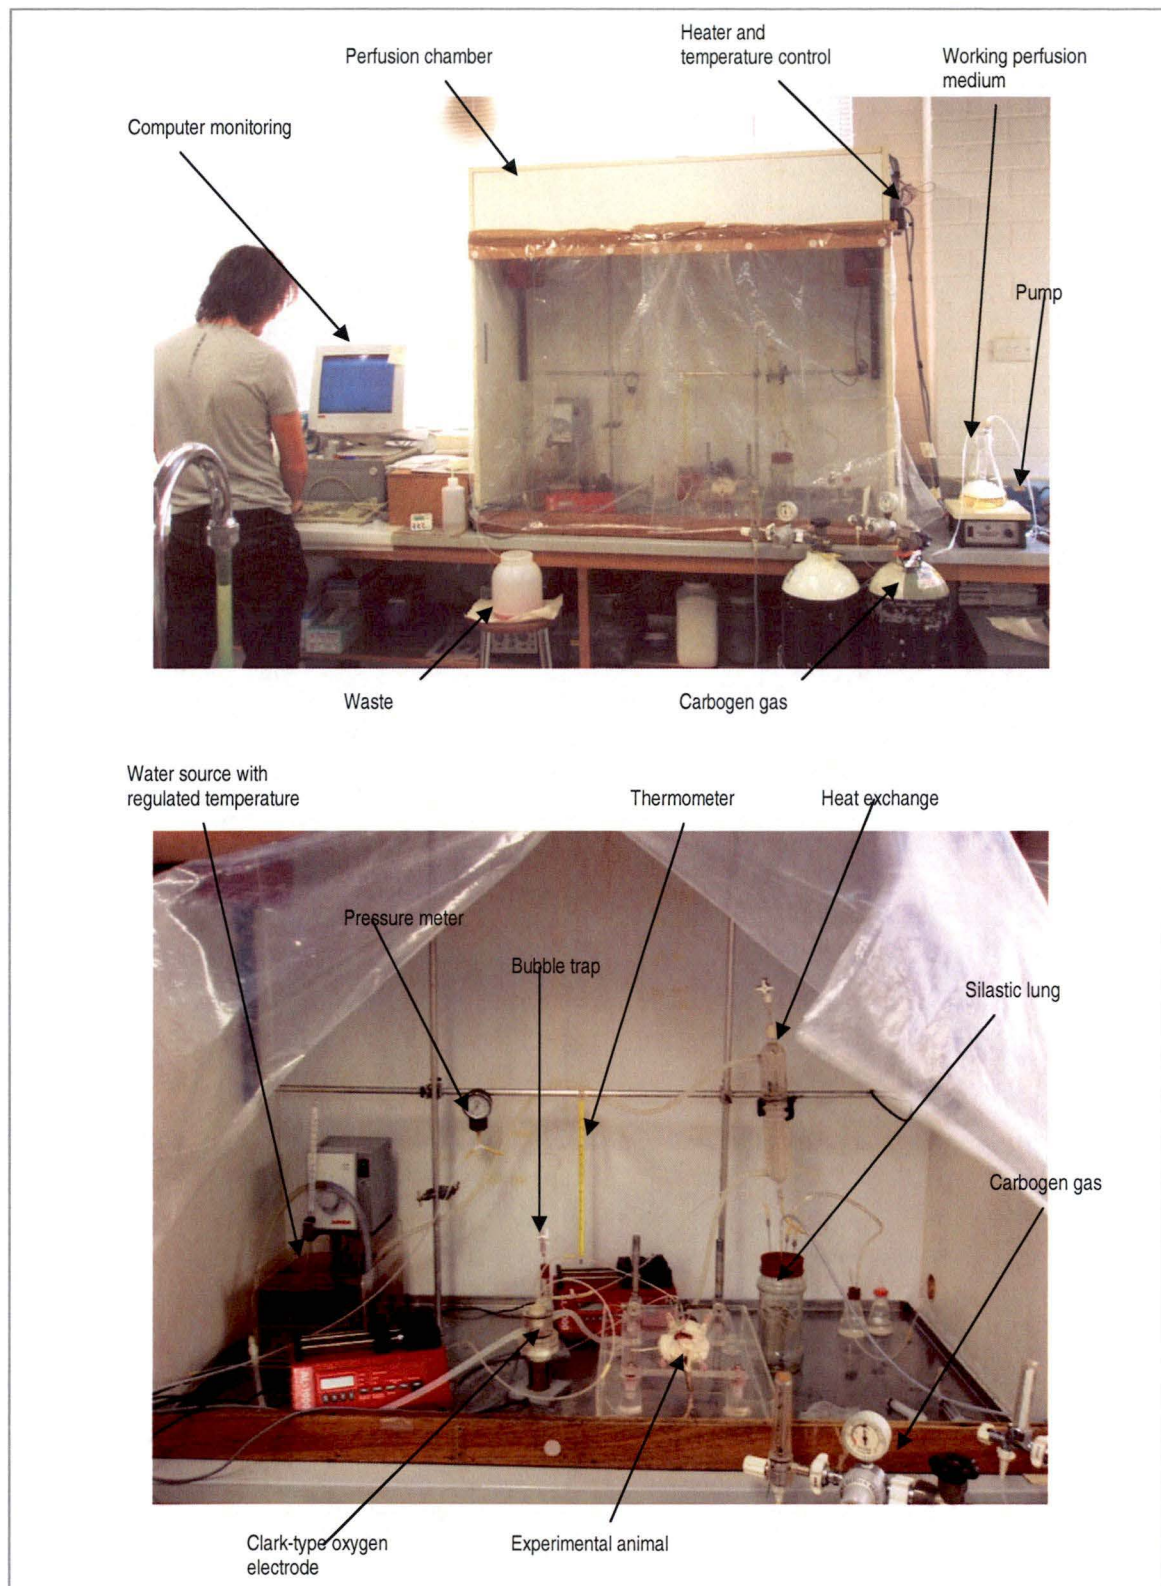 Heater and
temperature control
Perfusion chamber
Working perfusion
medium
Computer monitoring
Pump
Waste
Carbogen gas
Water source with
regulated temperature
Thermometer
Heat exchange
Pressure meter
Bubble trap
Silastic lung
Carbogen gas
Clark-type oxygen
electrode
Experimental animal